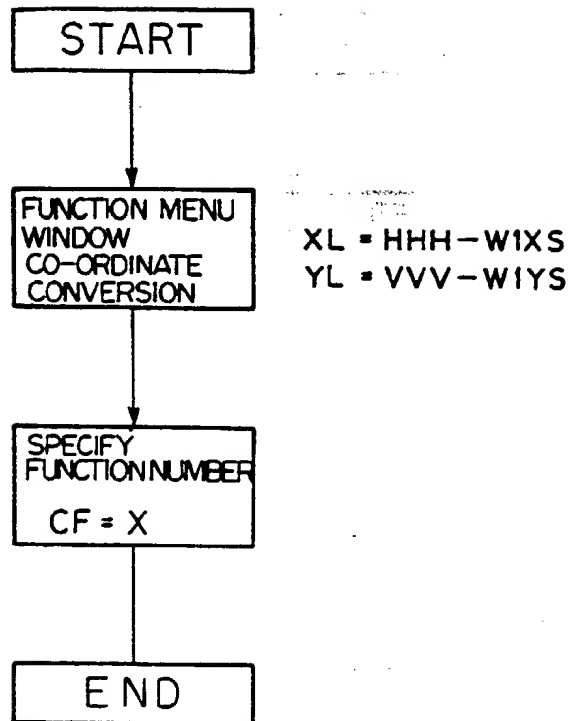 START
FUNCTION MENU
WINDOW
CO-ORDINATE
CONVERSION
XL = HHH-W1XS
YL = VVV-W1YS
SPECIFY
FUNCTION NUMBER
CF = X
END